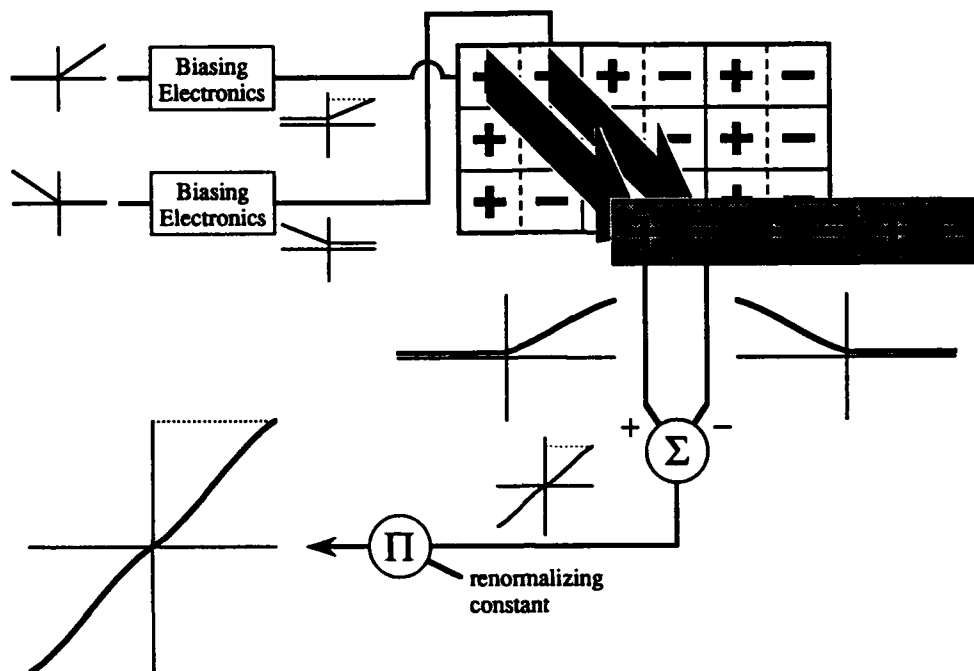 Biasing
Electronics
+ + + − + −
Biasing
Electronics
+ − + −
+ − +
+ −
Σ
Π
renormalizing
constant